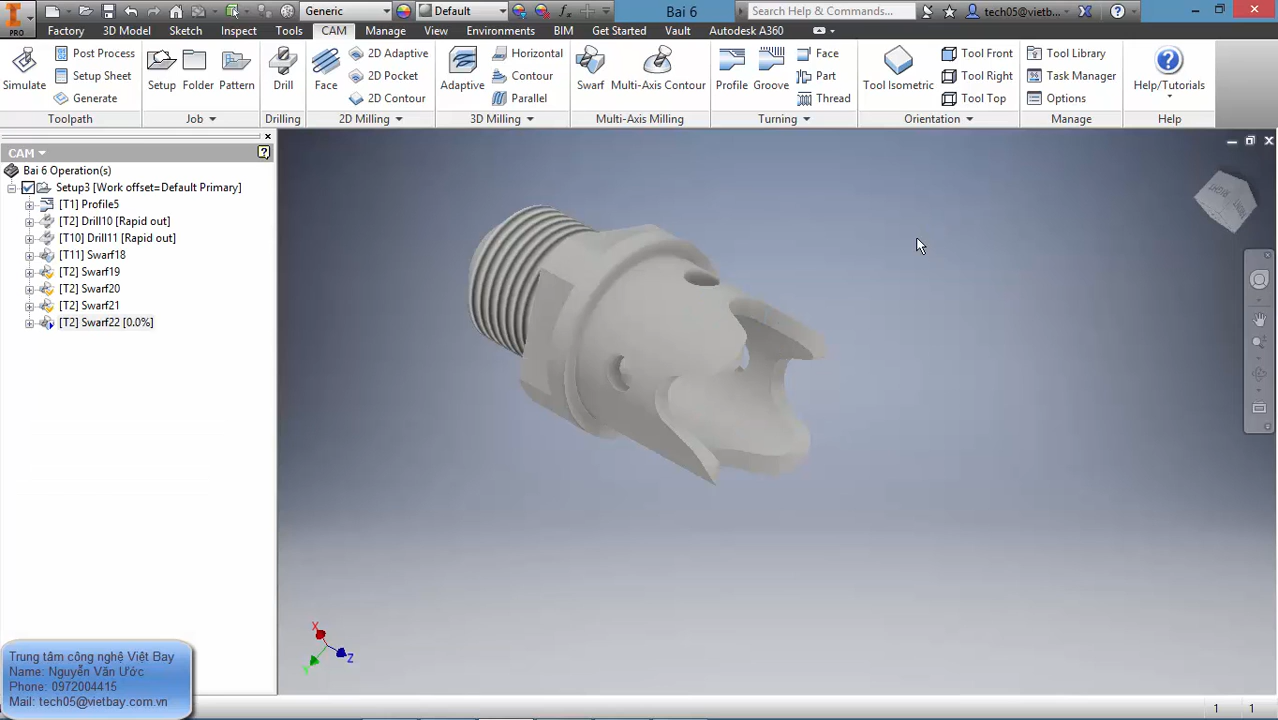 Generic
Default
fx
Bai 6
Search Help & Commands...
tech05@vietb...
PRO
Factory
3D Model
Sketch
Inspect
Tools
CAM
Manage
View
Environments
BIM
Get Started
Vault
Autodesk A360
Simulate
Post Process
Setup Sheet
Generate
Toolpath
Setup
Folder
Pattern
Job
Drill
Drilling
Face
2D Adaptive
2D Pocket
2D Contour
2D Milling
Adaptive
Horizontal
Contour
Parallel
3D Milling
Swarf
Multi-Axis Contour
Multi-Axis Milling
Profile
Groove
Face
Part
Thread
Turning
Tool Isometric
Tool Front
Tool Right
Tool Top
Orientation
Tool Library
Task Manager
Options
Manage
Help/Tutorials
Help
CAM
Bai 6 Operation(s)
Setup3 [Work offset=Default Primary]
[T1] Profile5
[T2] Drill10 [Rapid out]
[T10] Drill11 [Rapid out]
[T11] Swarf18
[T2] Swarf19
[T2] Swarf20
[T2] Swarf21
[T2] Swarf22 [0.0%]
X
Y
Z
Trung tâm công nghệ Việt Bay
Name: Nguyễn Văn Ước
Phone: 0972004415
Mail: tech05@vietbay.com.vn
1 1